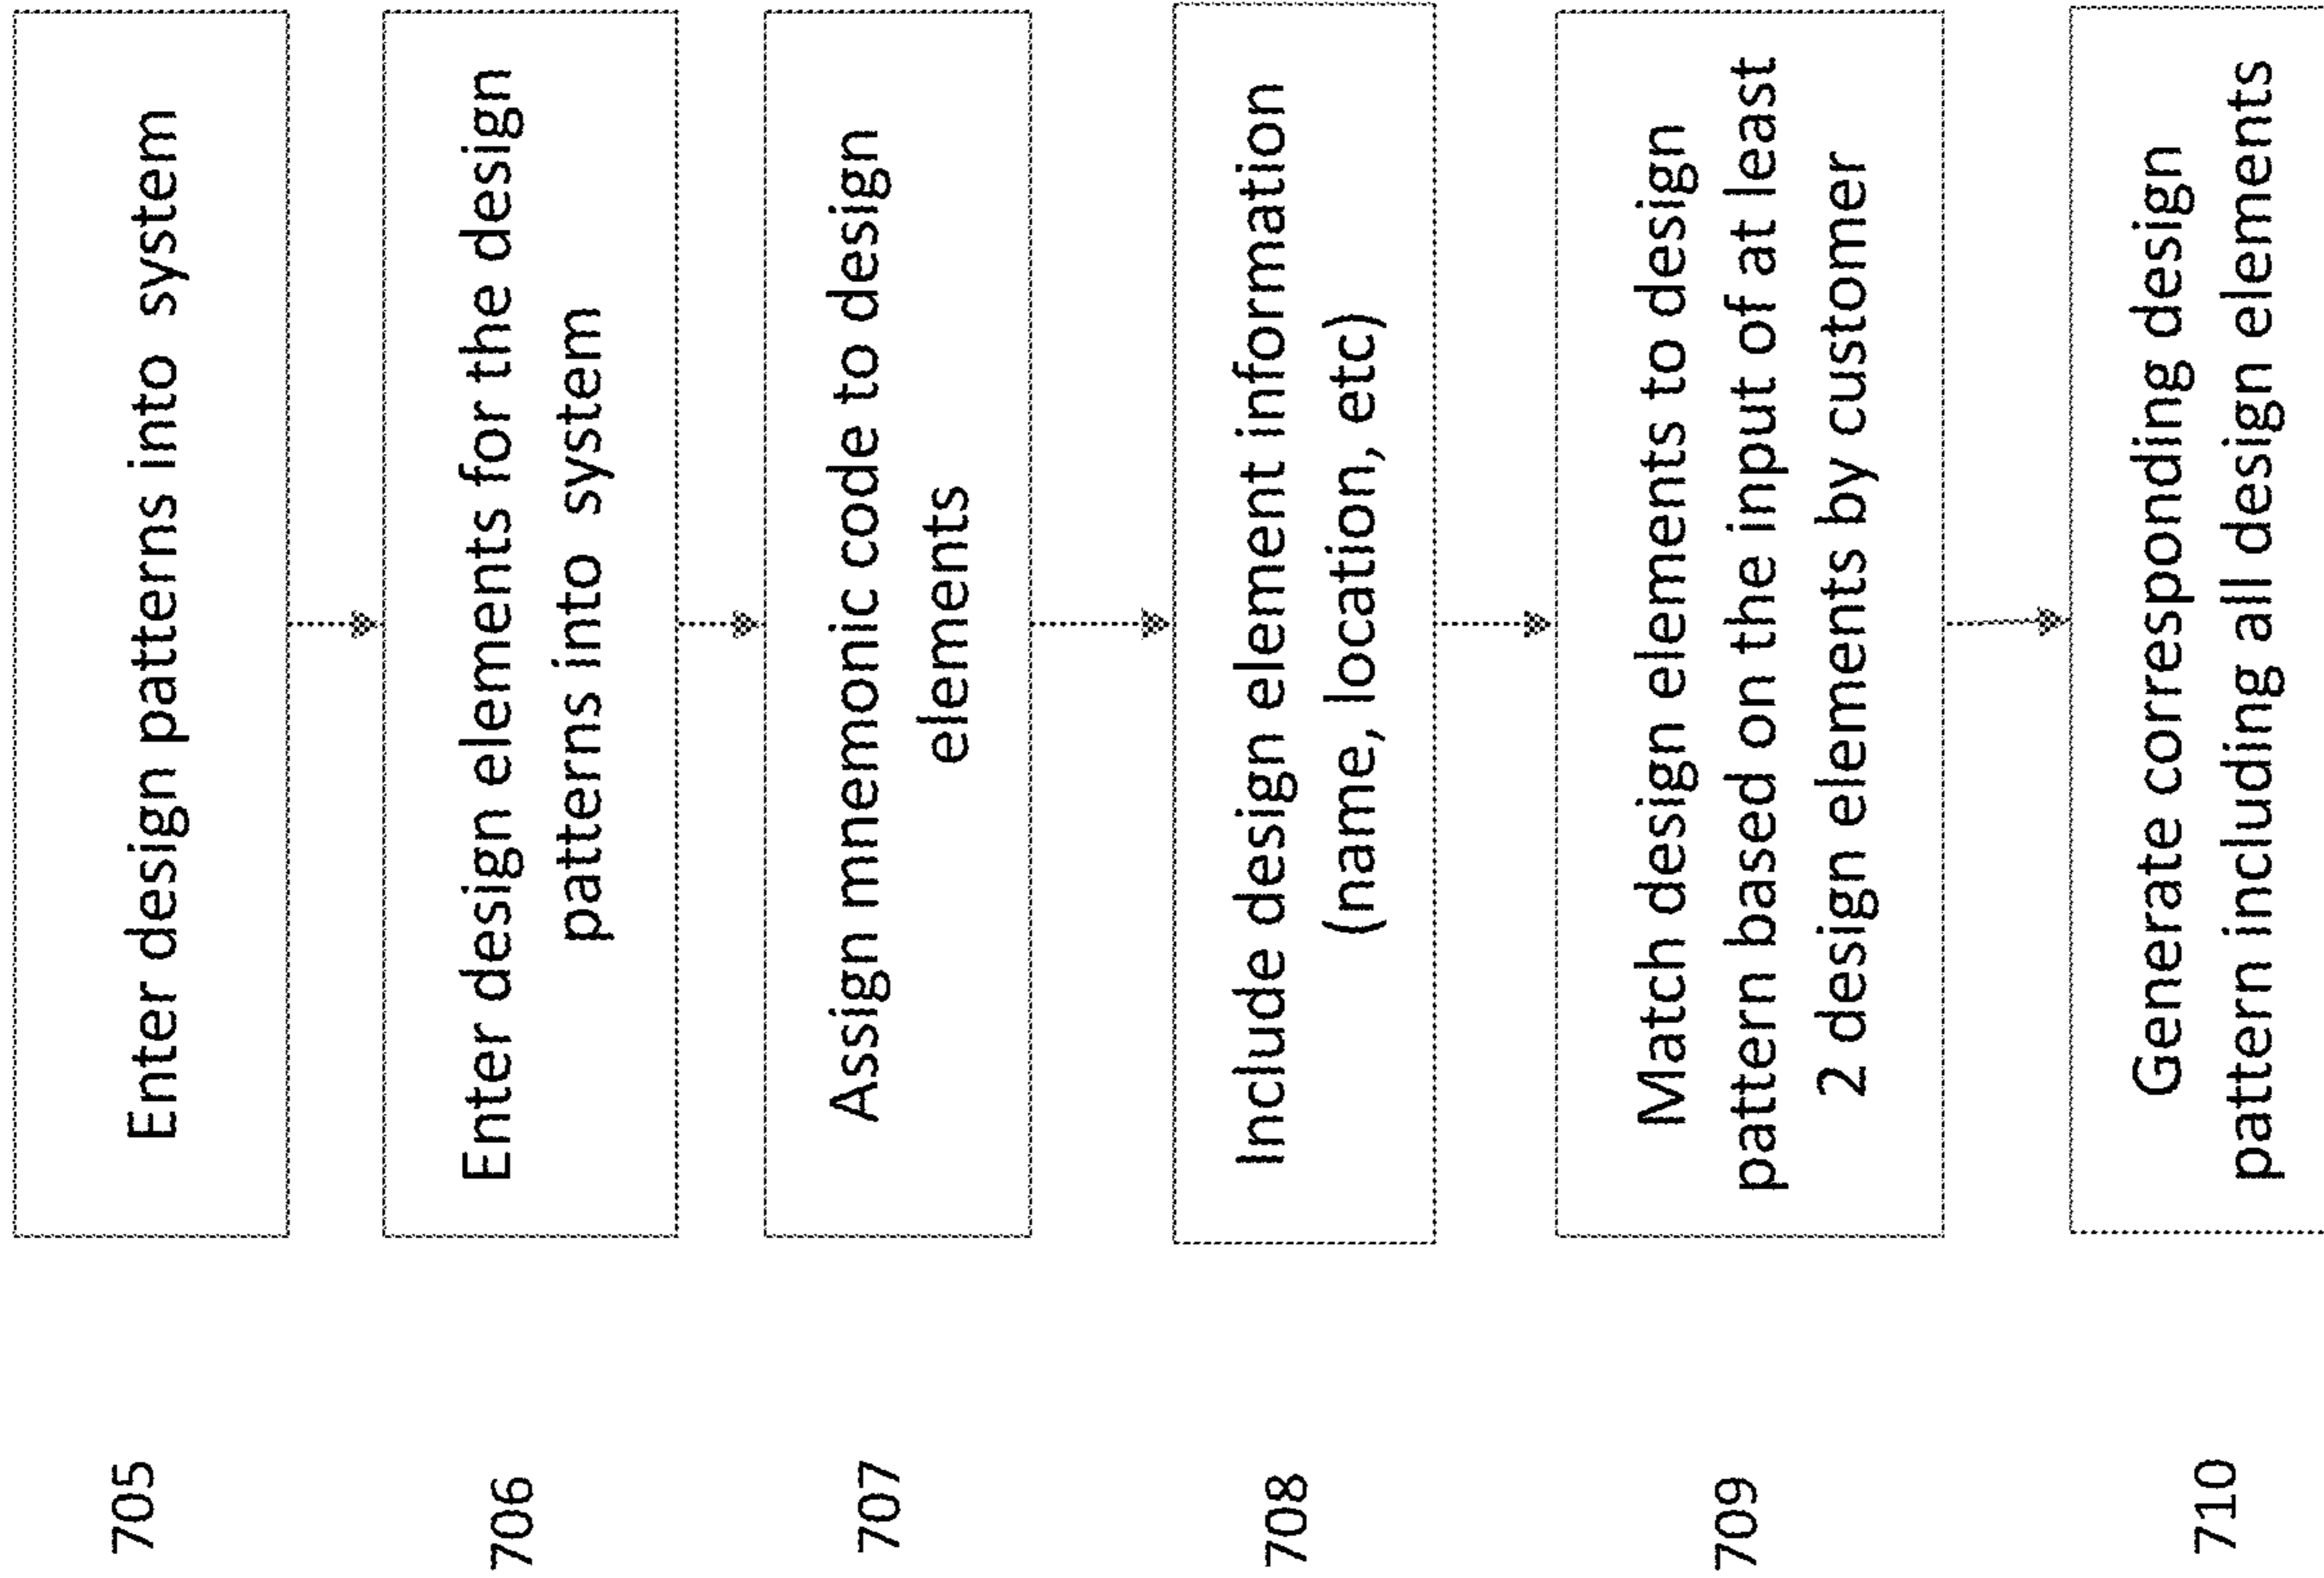 705
Enter design patterns into system
706
Enter design elements for the design
patterns into system
707
Assign mnemonic code to design
elements
708
Include design element information
(name, location, etc)
709
Match design elements to design
pattern based on the input of at least
2 design elements by customer
710
Generate corresponding design
pattern including all design elements